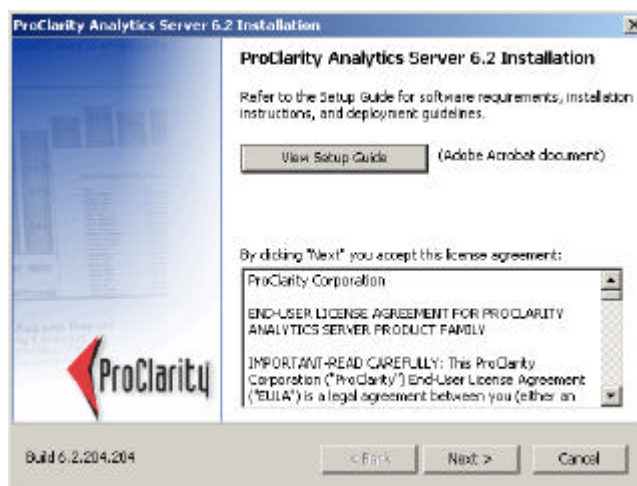 ProClarity Analytics Server 6.2 Installation
ProClarity Analytics Server 6.2 Installation
Refer to the Setup Guide for software requirements, installation
instructions, and deployment guidelines.
View Setup Guide (Adobe Acrobat document)
By clicking "Next" you accept this license agreement:
ProClarity Corporation
END-USER LICENSE AGREEMENT FOR PROCLARITY
ANALYTICS SERVER PRODUCT FAMILY
IMPORTANT-READ CAREFULLY: This ProClarity
Corporation ("ProClarity") End-User License Agreement
("EULA") is a legal agreement between you (either an
ProClarity
Build 6.2.204.204
< Back Next > Cancel